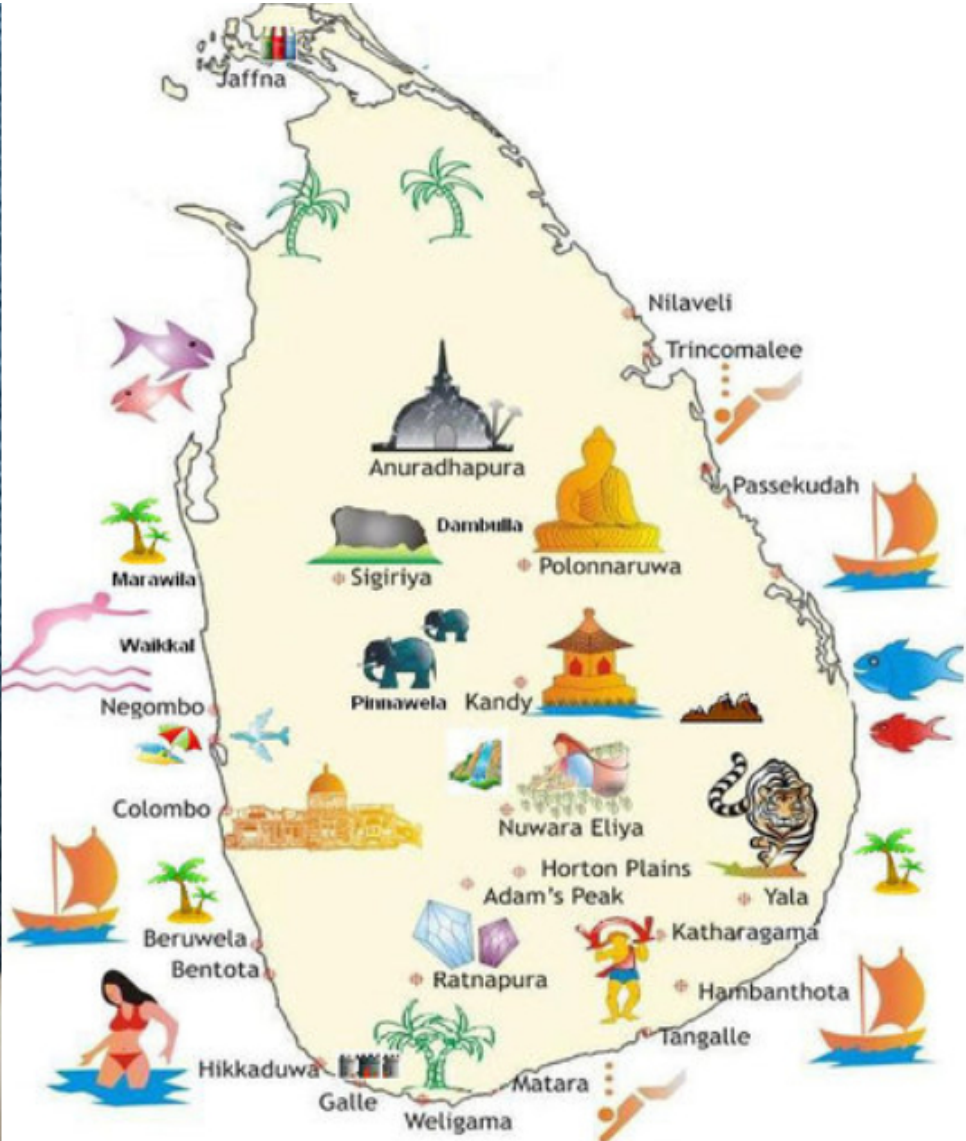 Jaffna
Nilaveli
Trincomalee
Anuradhapura
Passekudah
Dambulla
Polonnaruwa
Sigiriya
Marawila
Waikkal
Pinnawela
Kandy
Negombo
Colombo
Nuwara Eliya
Horton Plains
Adam's Peak
Yala
Katharagama
Beruwela
Bentota
Ratnapura
Hambanthota
Tangalle
Hikkaduwa
Matara
Galle
Weligama